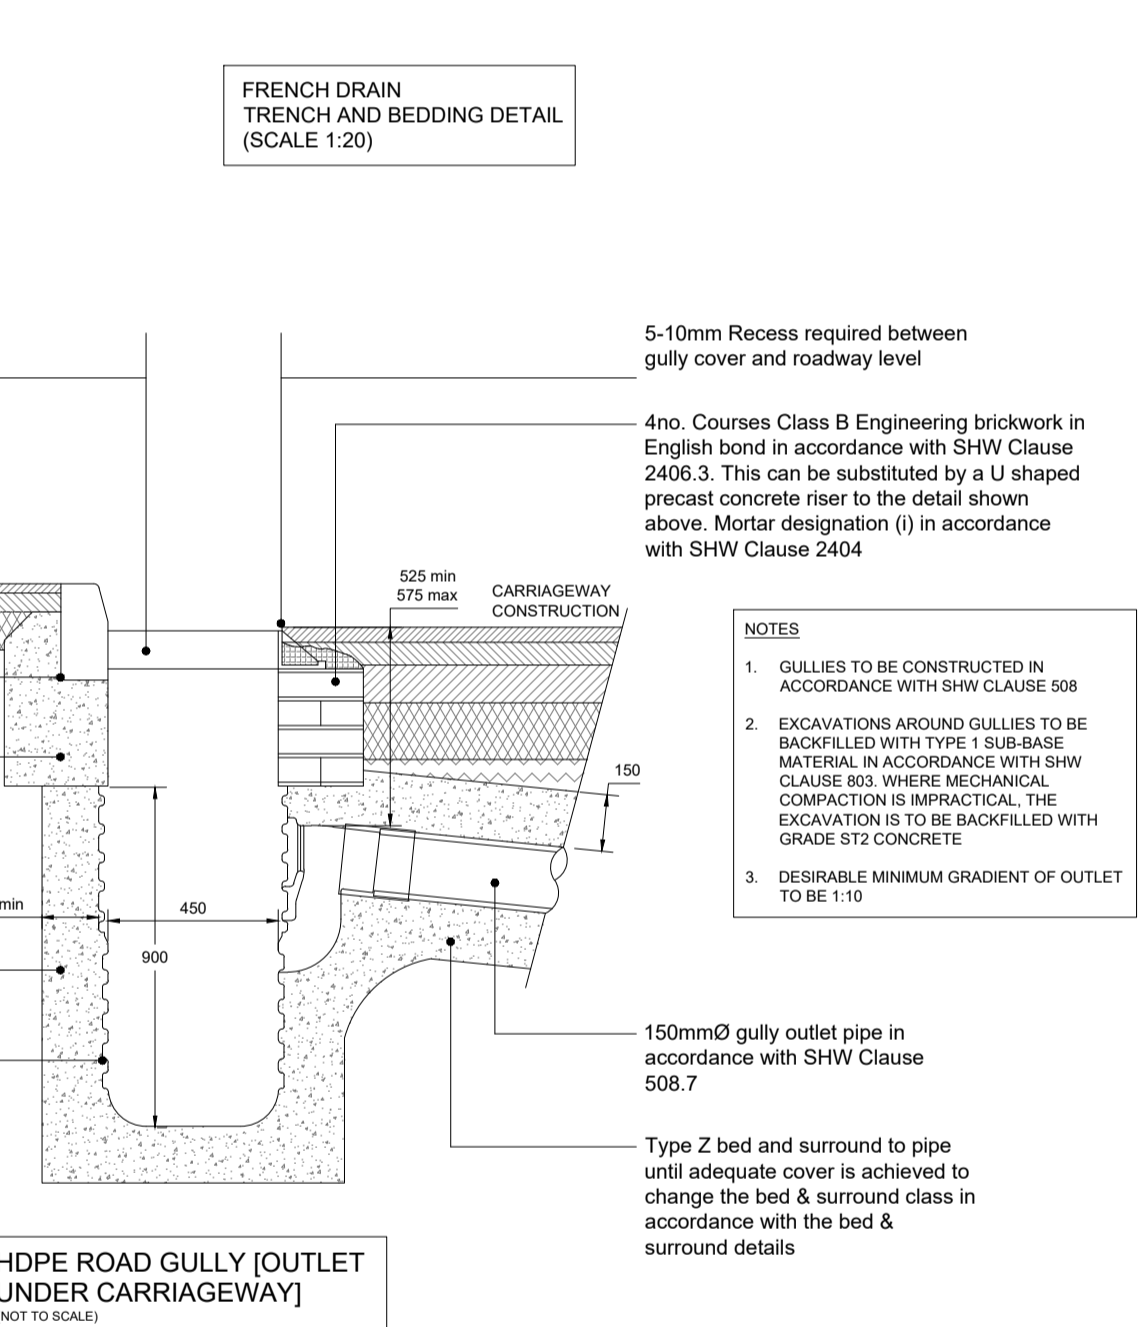 FRENCH DRAIN
TRENCH AND BEDDING DETAIL
(SCALE 1:20)
5-10mm Recess required between
gully cover and roadway level
4no. Courses Class B Engineering brickwork in
English bond in accordance with SHW Clause
2406.3. This can be substituted by a U shaped
precast concrete riser to the detail shown
above. Mortar designation (i) in accordance
with SHW Clause 2404
525 min
575 max
CARRIAGEWAY
CONSTRUCTION
150
NOTES
1. GULLIES TO BE CONSTRUCTED IN
ACCORDANCE WITH SHW CLAUSE 508
2. EXCAVATIONS AROUND GULLIES TO BE
BACKFILLED WITH TYPE 1 SUB-BASE
MATERIAL IN ACCORDANCE WITH SHW
CLAUSE 803. WHERE MECHANICAL
COMPACTION IS IMPRACTICAL, THE
EXCAVATION IS TO BE BACKFILLED WITH
GRADE ST2 CONCRETE
3. DESIRABLE MINIMUM GRADIENT OF OUTLET
TO BE 1:10
min
450
900
150mmØ gully outlet pipe in
accordance with SHW Clause
508.7
Type Z bed and surround to pipe
until adequate cover is achieved to
change the bed & surround class in
accordance with the bed &
surround details
HDPE ROAD GULLY [OUTLET
UNDER CARRIAGEWAY]
(NOT TO SCALE)